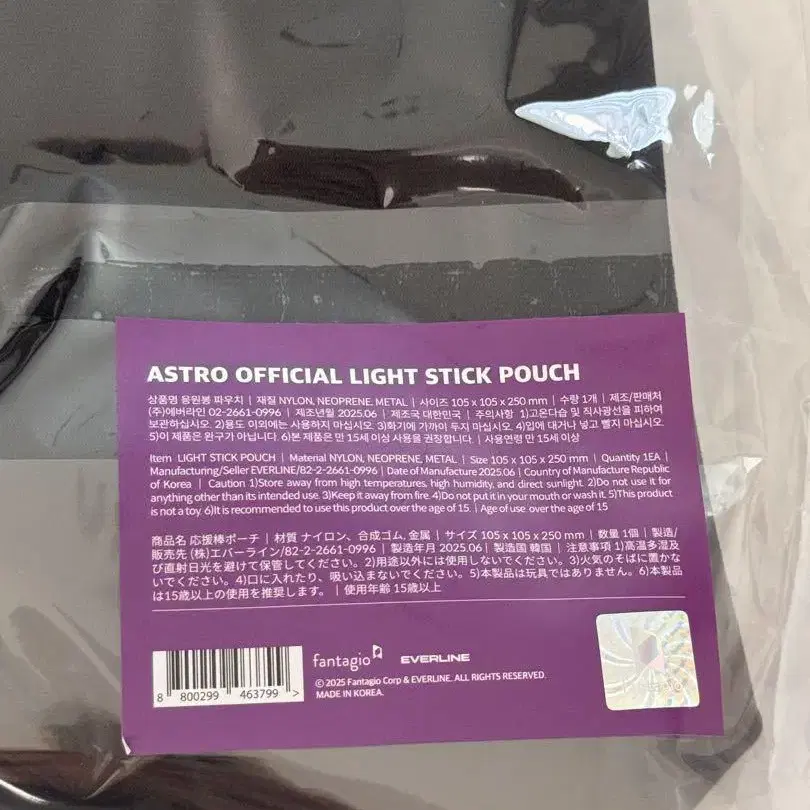 ASTRO OFFICIAL LIGHT STICK POUCH
상품명 응원봉 파우치 | 재질 NYLON, NEOPRENE, METAL | 사이즈 105 x 105 x 250 mm | 수량 1개 | 제조/판매처
(주)에버라인 02-2661-0996 | 제조년월 2025.06 | 제조국 대한민국 | 주의사항 1)고온다습 및 직사광선을 피하여
보관하십시오. 2)용도 이외에는 사용하지 마십시오. 3)화기에 가까이 두지 마십시오. 4)입에 대거나 넣고 빨지 마십시오.
5)이 제품은 완구가 아닙니다. 6)본 제품은 만 15세 이상 사용을 권장합니다. | 사용연령 만 15세 이상
Item LIGHT STICK POUCH | Material NYLON, NEOPRENE, METAL | Size 105 x 105 x 250 mm | Quantity 1EA |
Manufacturing/Seller EVERLINE/82-2-2661-0996 | Date of Manufacture 2025.06 | Country of Manufacture Republic
of Korea | Caution 1)Store away from high temperatures, high humidity, and direct sunlight. 2)Do not use it for
anything other than its intended use. 3)Keep it away from fire. 4)Do not put it in your mouth or wash it. 5)This product
is not a toy. 6)It is recommended to use this product over the age of 15 | Age of use over the age of 15
商品名 応援棒ポーチ | 材質 ナイロン、合成ゴム, 金属 | サイズ 105 x 105 x 250 mm | 数量 1個 | 製造/
販売先 (株)エバーライン/82-2-2661-0996 | 製造年月 2025.06 | 製造国 韓国 | 注意事項 1)高温多湿及
び直射日光を避けて保管してください。2)用途以外には使用しないでください。3)火気のそばに置かな
いでください。4)口に入れたり、吸い込まないでください。5)本製品は玩具ではありません。6)本製品
は15歳以上の使用を推奨します。 | 使用年齢 15歳以上
8 800299 463799 >
fantagio EVERLINE
© 2025 Fantagio Corp & EVERLINE. ALL RIGHTS RESERVED.
MADE IN KOREA.